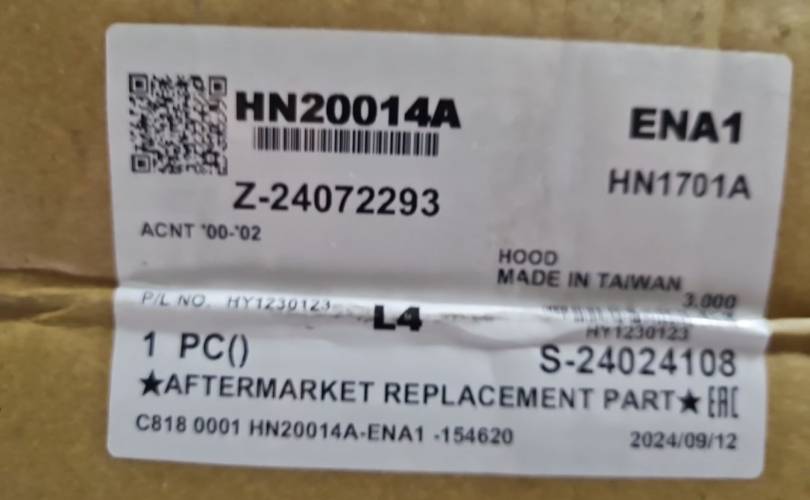 HN20014A
ENA1
HN1701A
Z-24072293
ACNT '00-'02
HOOD
MADE IN TAIWAN
3.000
P/L NO. HY1230123
L4
HY1230123
1 PC()
S-24024108
★AFTERMARKET REPLACEMENT PART★ EAC
C818 0001 HN20014A-ENA1 -154620
2024/09/12